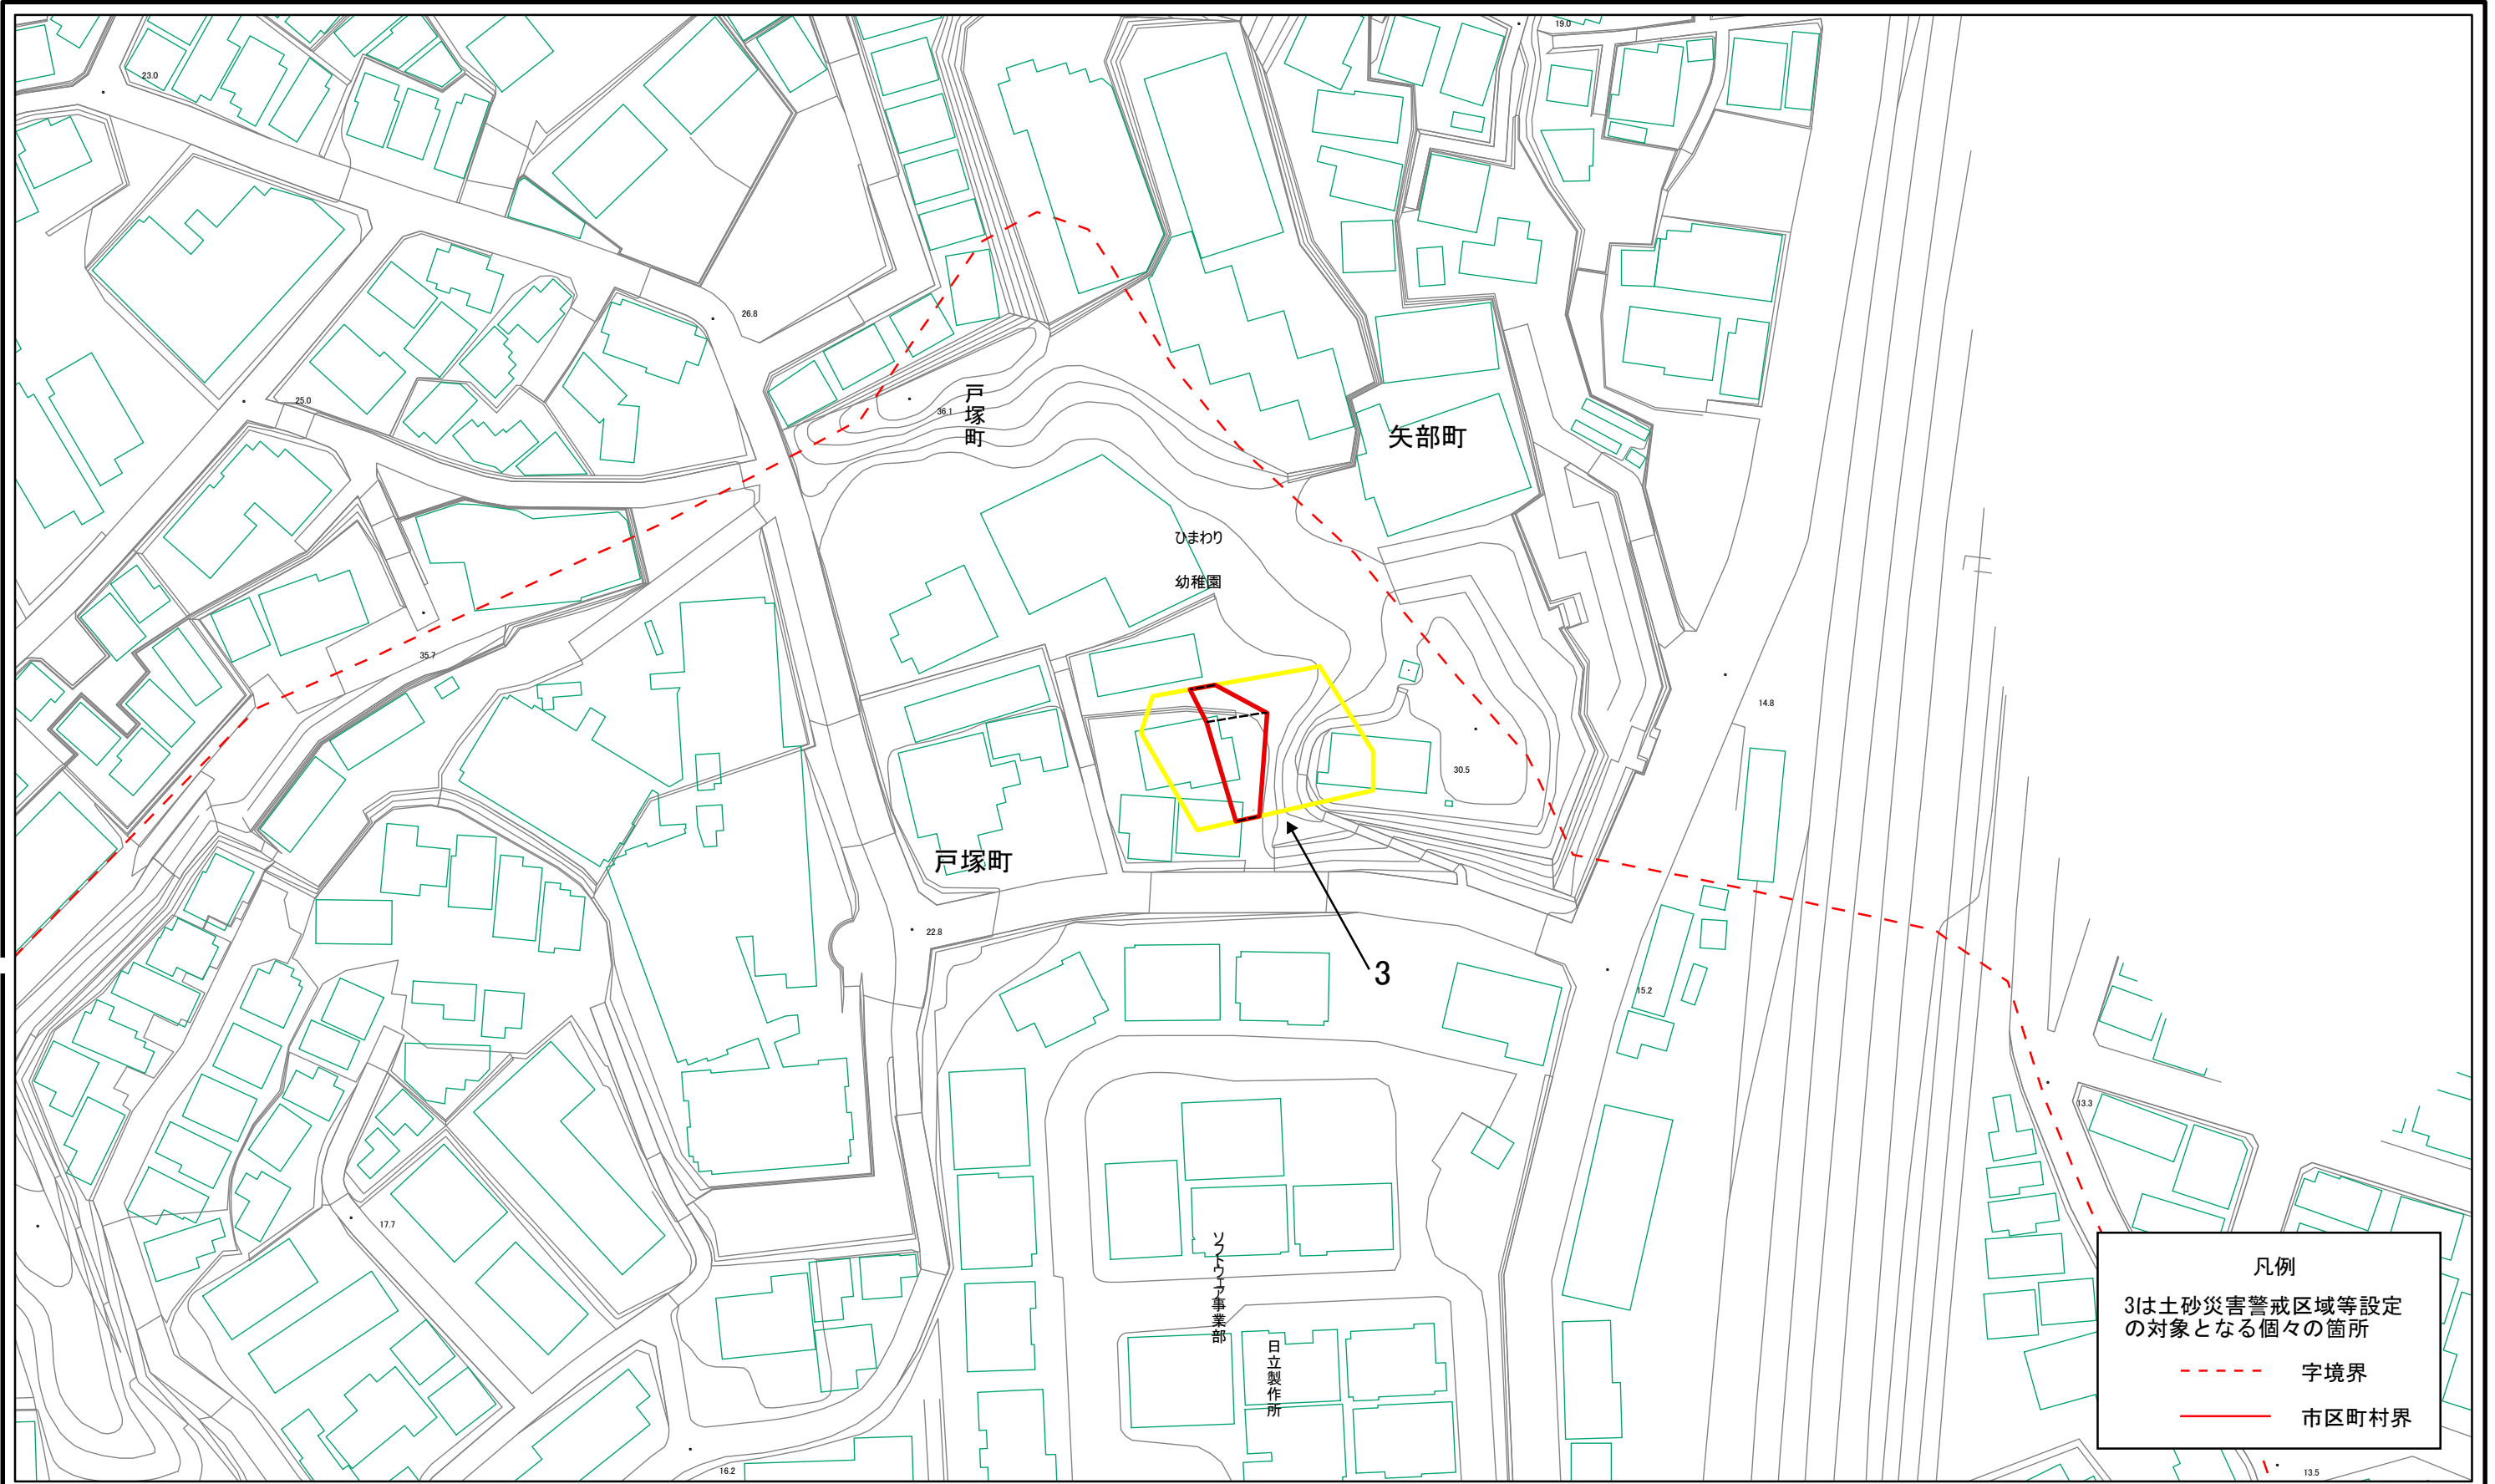 19.0
23.0
26.8
25.0
36.1
戸塚町
矢部町
ひまわり
幼稚園
35.7
14.8
30.5
戸塚町
22.8
3
15.2
13.3
17.7
ソフトウェア事業部
日立製作所
16.2
13.5
凡例
3は土砂災害警戒区域等設定
の対象となる個々の箇所
字境界
市区町村界